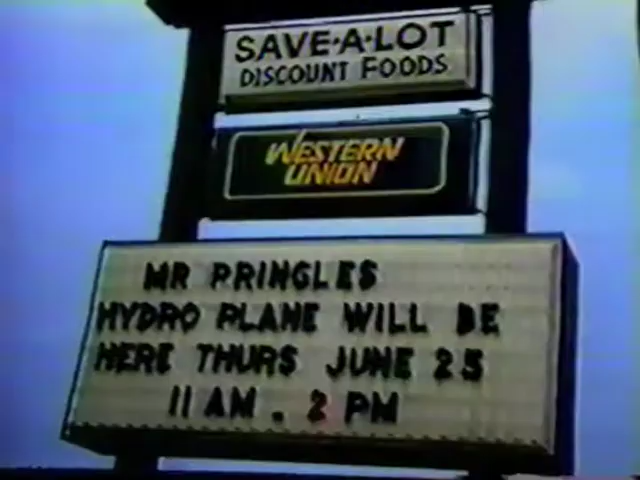 SAVE·A·LOT
DISCOUNT FOODS
WESTERN
UNION
MR PRINGLES
HYDRO PLANE WILL BE
HERE THURS JUNE 25
11 AM . 2 PM